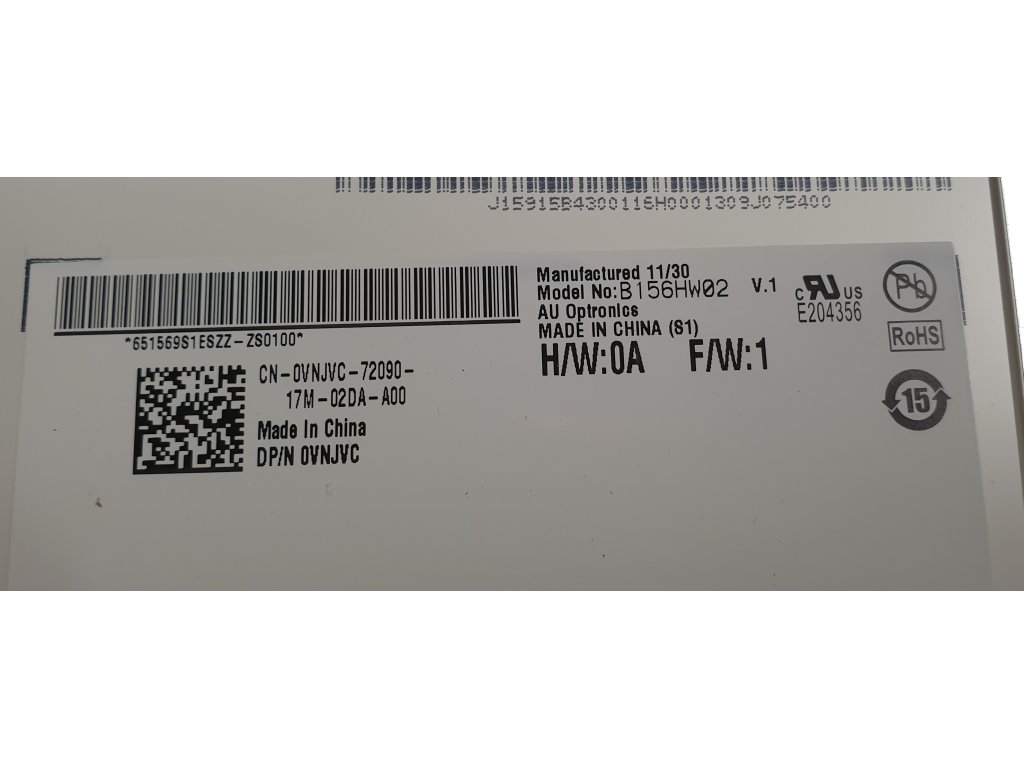 J15915B4300116H0001309J075400
*651569S1ESZZ-ZS0100*
CN-0VNJVC-72090-
17M-02DA-A00
Made In China
DP/N 0VNJVC
Manufactured 11/30
Model No:B156HW02 V.1
AU Optronics
MADE IN CHINA (S1)
H/W:0A F/W:1
c RU US
E204356
Pb
RoHS
15